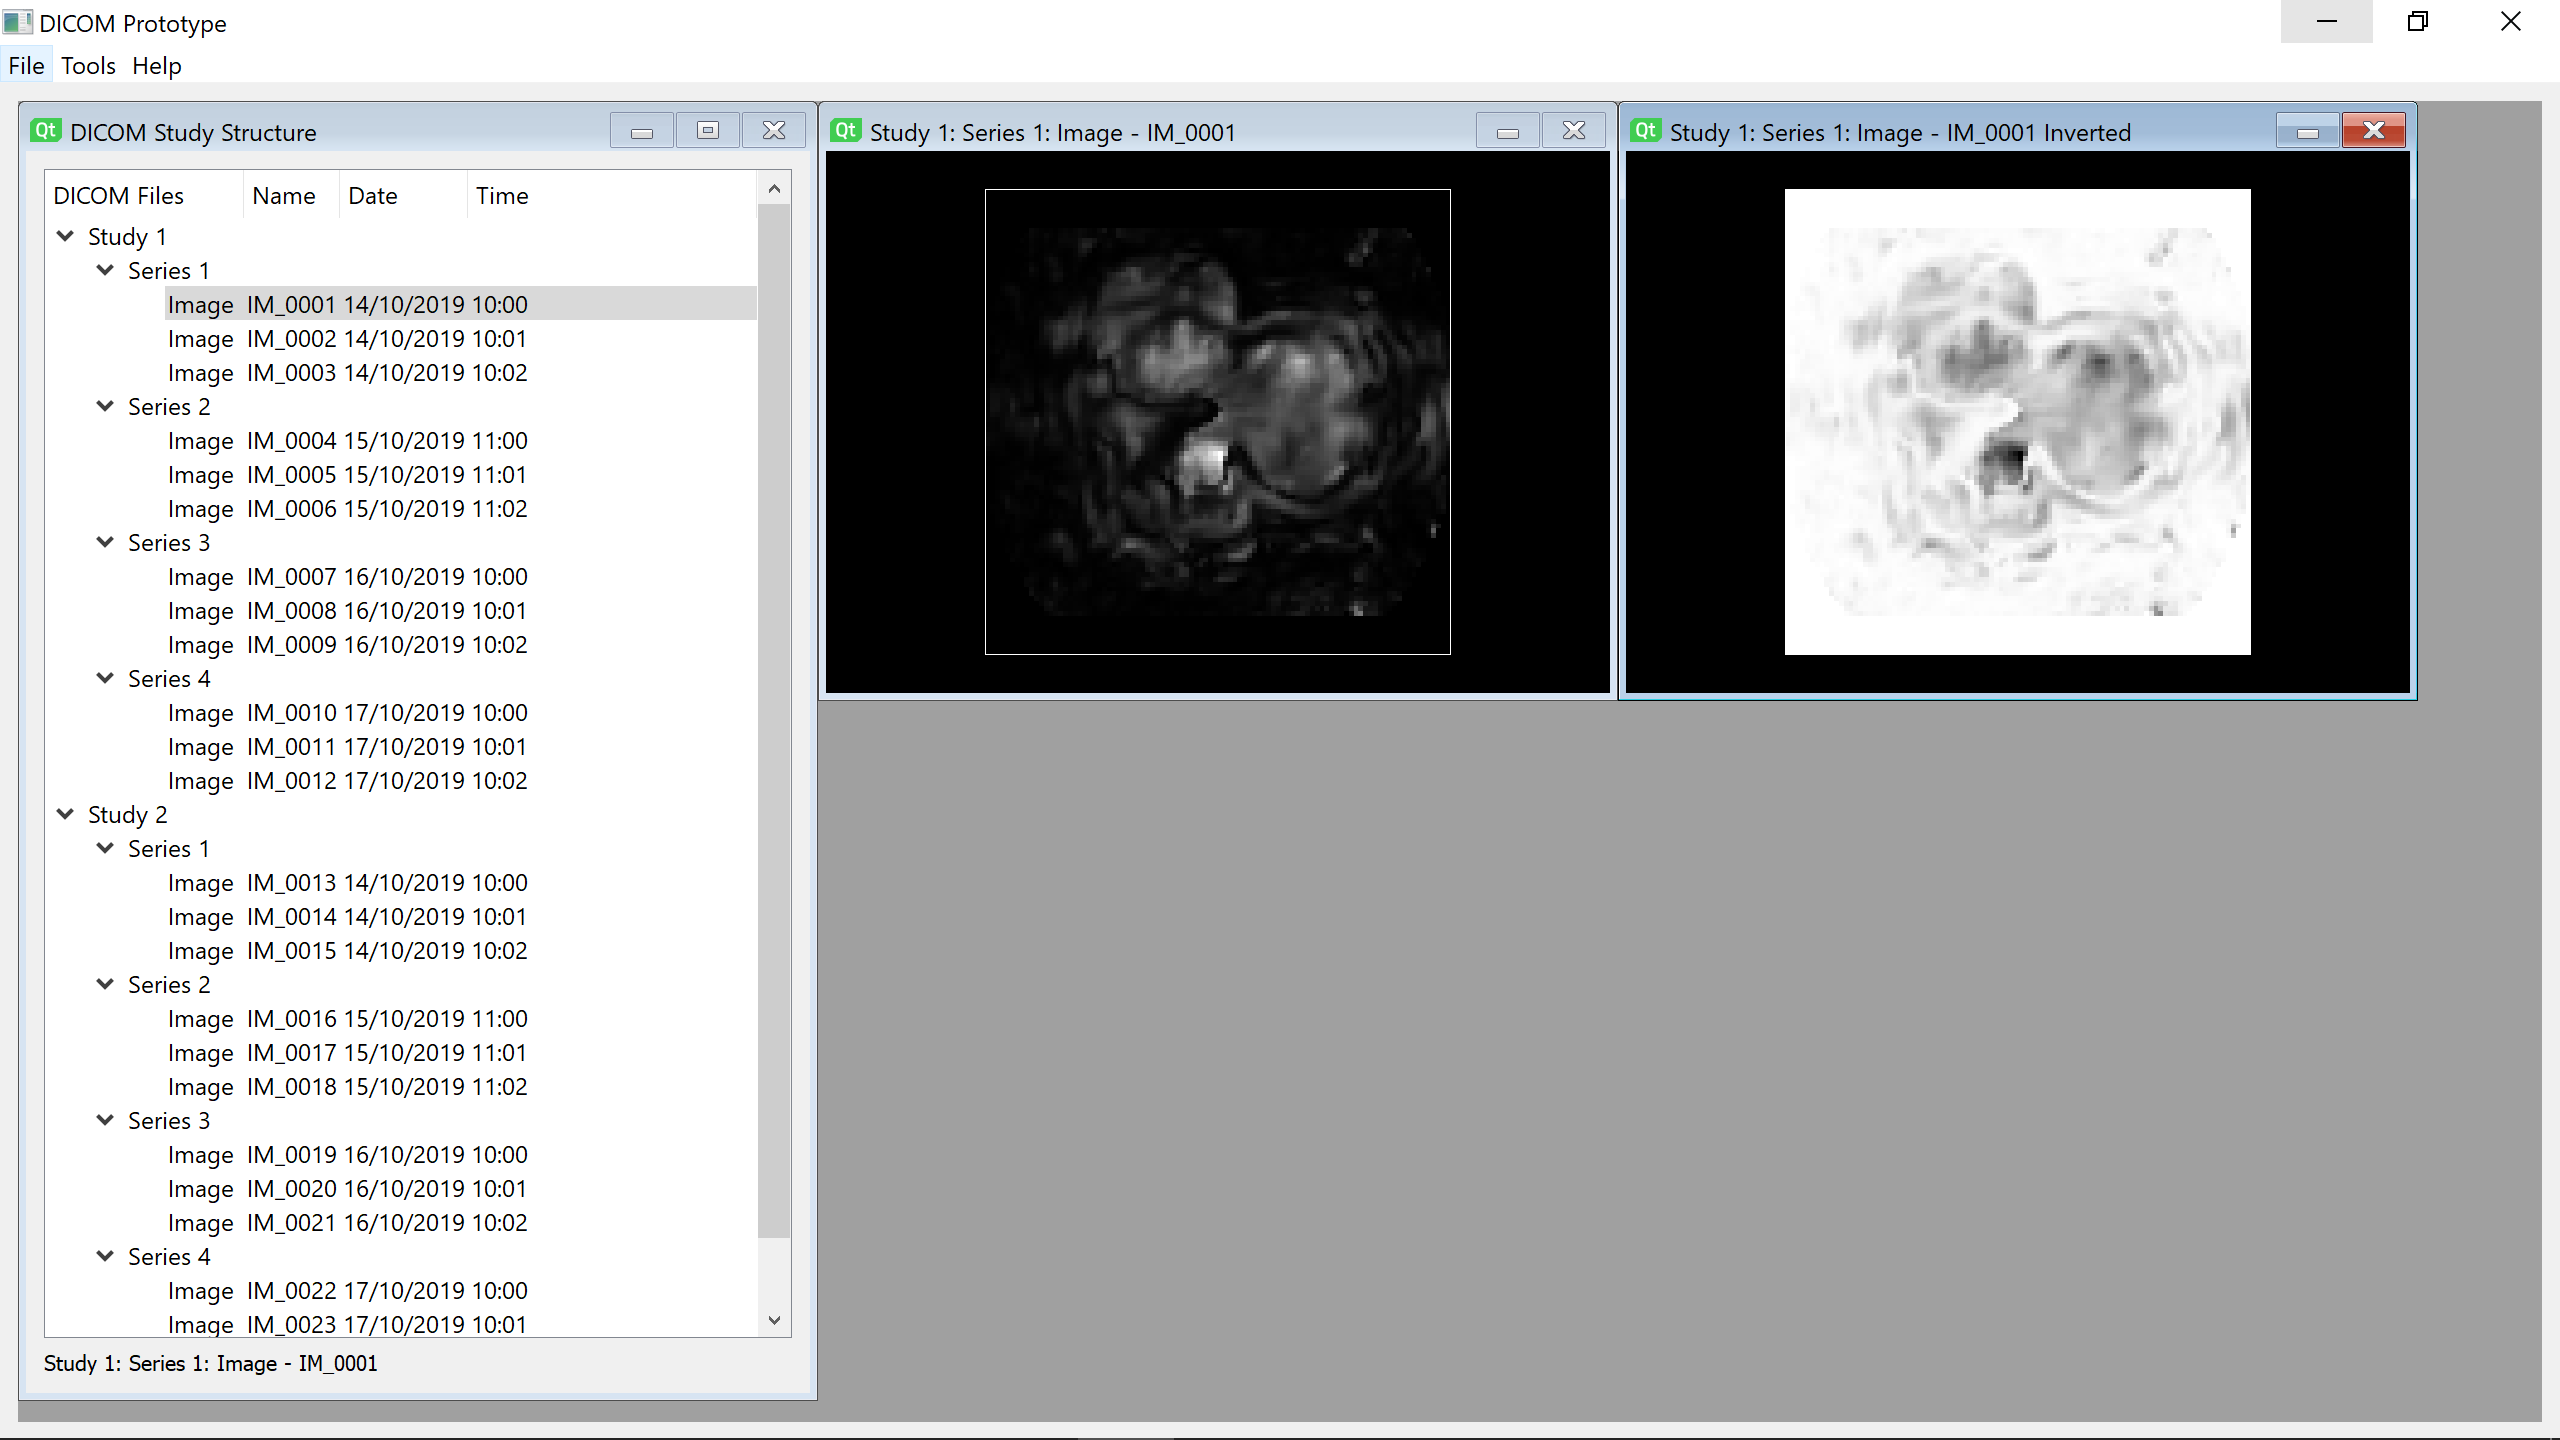 DICOM Prototype
File Tools Help
Qt DICOM Study Structure
DICOM Files Name Date Time
Study 1
Series 1
Image IM_0001 14/10/2019 10:00
Image IM_0002 14/10/2019 10:01
Image IM_0003 14/10/2019 10:02
Series 2
Image IM_0004 15/10/2019 11:00
Image IM_0005 15/10/2019 11:01
Image IM_0006 15/10/2019 11:02
Series 3
Image IM_0007 16/10/2019 10:00
Image IM_0008 16/10/2019 10:01
Image IM_0009 16/10/2019 10:02
Series 4
Image IM_0010 17/10/2019 10:00
Image IM_0011 17/10/2019 10:01
Image IM_0012 17/10/2019 10:02
Study 2
Series 1
Image IM_0013 14/10/2019 10:00
Image IM_0014 14/10/2019 10:01
Image IM_0015 14/10/2019 10:02
Series 2
Image IM_0016 15/10/2019 11:00
Image IM_0017 15/10/2019 11:01
Image IM_0018 15/10/2019 11:02
Series 3
Image IM_0019 16/10/2019 10:00
Image IM_0020 16/10/2019 10:01
Image IM_0021 16/10/2019 10:02
Series 4
Image IM_0022 17/10/2019 10:00
Image IM_0023 17/10/2019 10:01
Study 1: Series 1: Image - IM_0001
Qt Study 1: Series 1: Image - IM_0001
Qt Study 1: Series 1: Image - IM_0001 Inverted